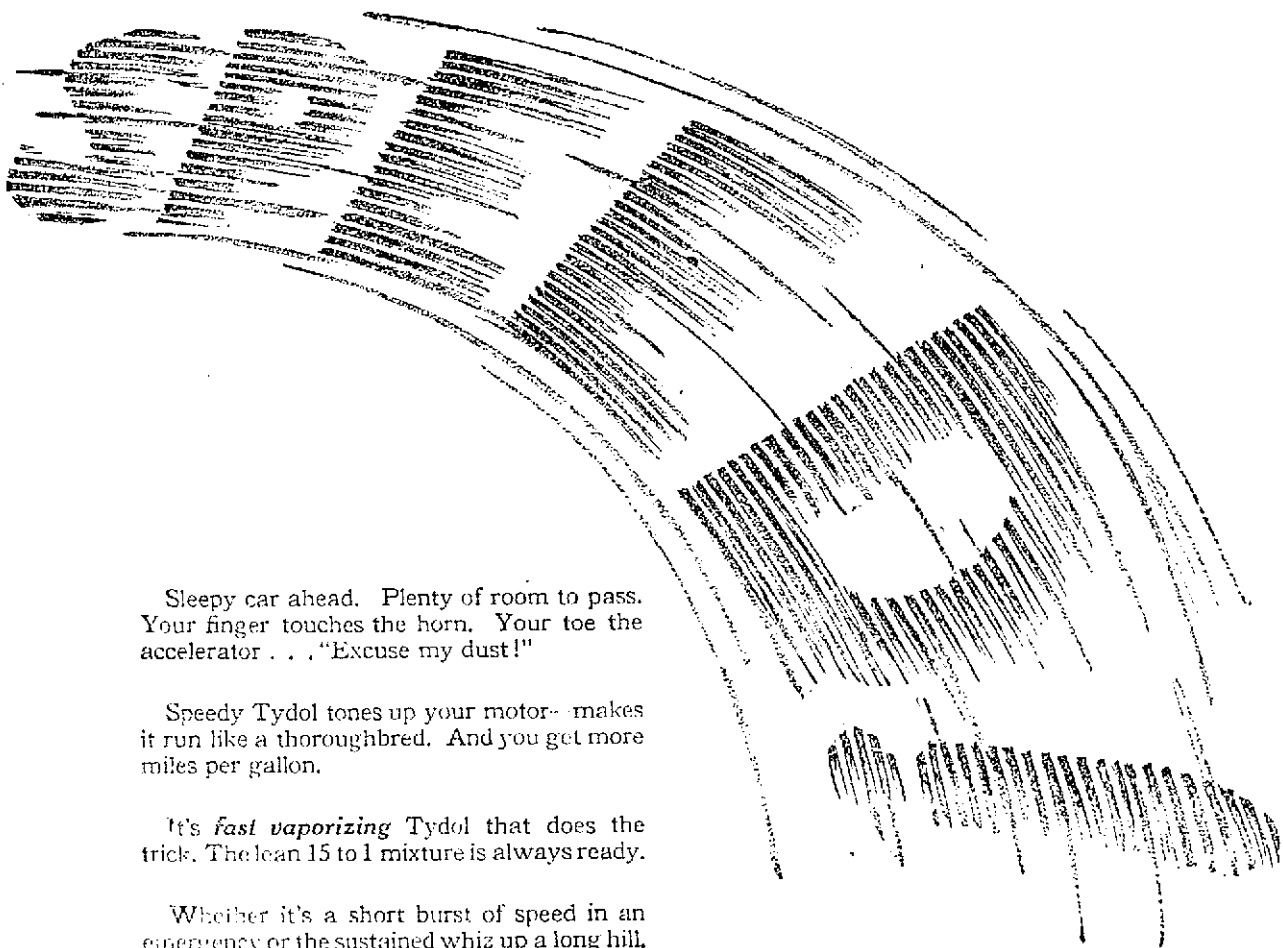 SPEED!
Sleepy car ahead. Plenty of room to pass.
Your finger touches the horn. Your toe the
accelerator . . . "Excuse my dust!"
Speedy Tydol tones up your motor-- makes
it run like a thoroughbred. And you get more
miles per gallon.
It's fast vaporizing Tydol that does the
trick. The lean 15 to 1 mixture is always ready.
Whether it's a short burst of speed in an
emergency or the sustained whiz up a long hill,